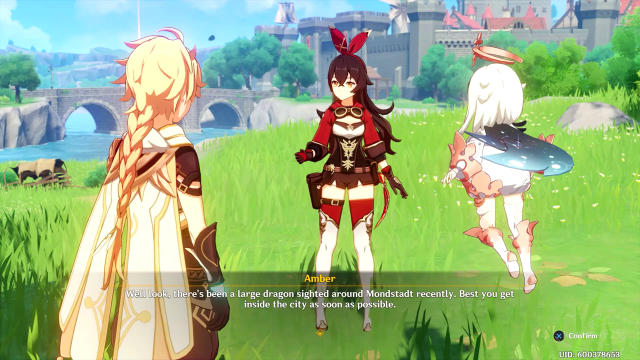 Amber
Well look, there's been a large dragon sighted around Mondstadt recently. Best you get
inside the city as soon as possible.
Confirm
UID. 600378653